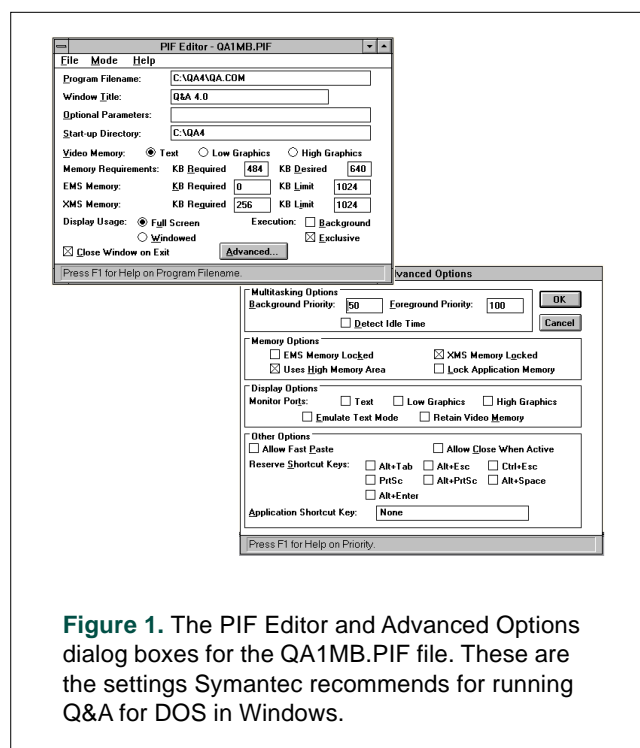 PIF Editor - QA1MB.PIF
File Mode Help
Program Filename: C:\QA4\QA.COM
Window Title: Q&A 4.0
Optional Parameters:
Start-up Directory: C:\QA4
Video Memory: Text Low Graphics High Graphics
Memory Requirements: KB Required 484 KB Desired 640
EMS Memory: KB Required 0 KB Limit 1024
XMS Memory: KB Required 256 KB Limit 1024
Display Usage: Full Screen Execution: Background
Windowed Exclusive
Close Window on Exit Advanced...
Press F1 for Help on Program Filename.
vanced Options
Multitasking Options
Background Priority: 50 Foreground Priority: 100 OK
Detect Idle Time Cancel
Memory Options
EMS Memory Locked XMS Memory Locked
Uses High Memory Area Lock Application Memory
Display Options
Monitor Ports: Text Low Graphics High Graphics
Emulate Text Mode Retain Video Memory
Other Options
Allow Fast Paste Allow Close When Active
Reserve Shortcut Keys: Alt+Tab Alt+Esc Ctrl+Esc
PrtSc Alt+PrtSc Alt+Space
Alt+Enter
Application Shortcut Key: None
Press F1 for Help on Priority.
Figure 1. The PIF Editor and Advanced Options
dialog boxes for the QA1MB.PIF file. These are
the settings Symantec recommends for running
Q&A for DOS in Windows.